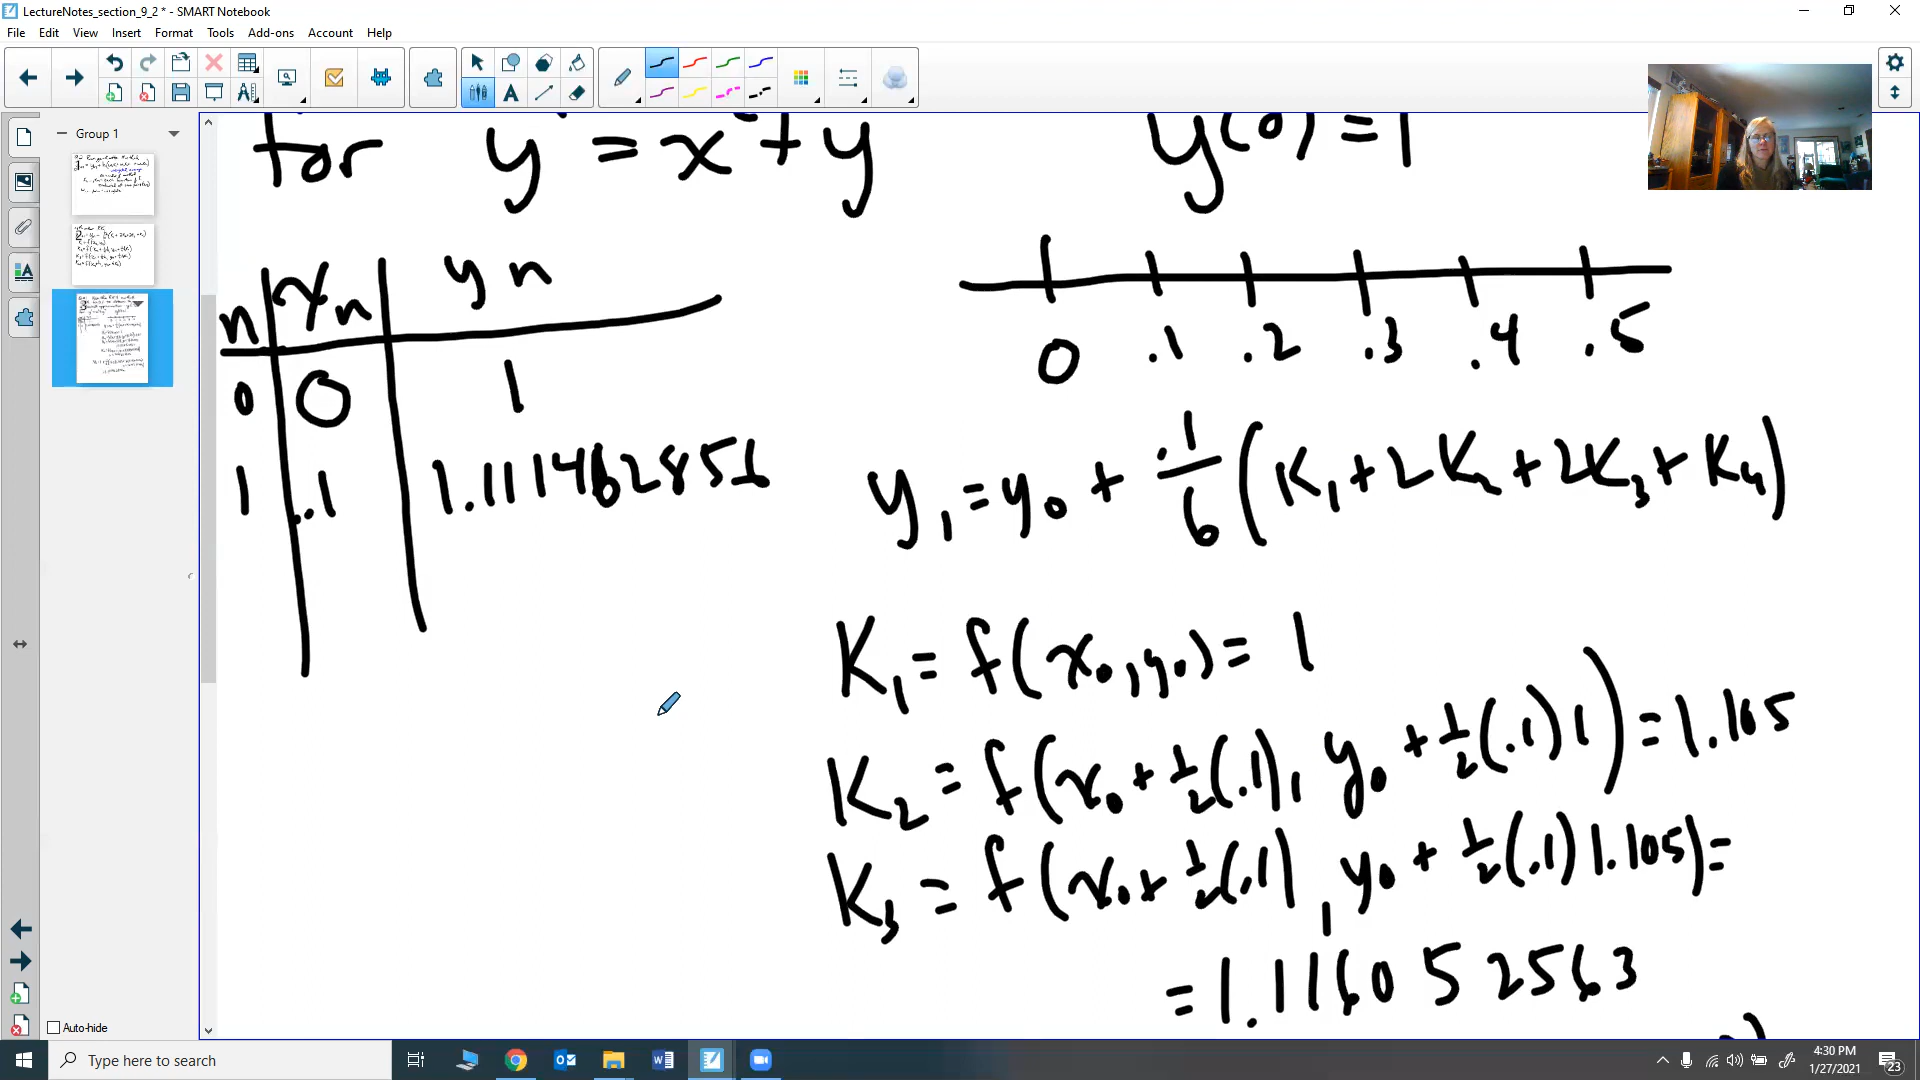 LectureNotes_section_9_2 * - SMART Notebook
File Edit View Insert Format Tools Add-ons Account Help
Group 1
for y' = x² + y y(0) = 1
n xn yn
0 0 1
1 .1 1.111462856
0 .1 .2 .3 .4 .5
y1 = y0 + .1/6 (K1 + 2K2 + 2K3 + K4)
K1 = f(x0, y0) = 1
K2 = f(x0 + 1/2(.1), y0 + 1/2(.1)1) = 1.105
K3 = f(x0 + 1/2(.1), y0 + 1/2(.1)1.105) =
= 1.116052563
Auto-hide
Type here to search
4:30 PM
1/27/2021
23